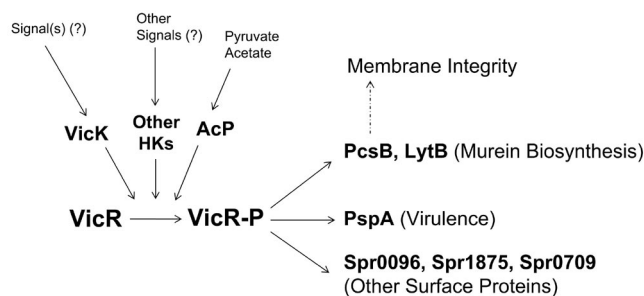 Signal(s) (?)
Other
Signals (?)
Pyruvate
Acetate
Membrane Integrity
VicK
Other
HKs
AcP
PcsB, LytB (Murein Biosynthesis)
VicR
VicR-P
PspA (Virulence)
Spr0096, Spr1875, Spr0709
(Other Surface Proteins)